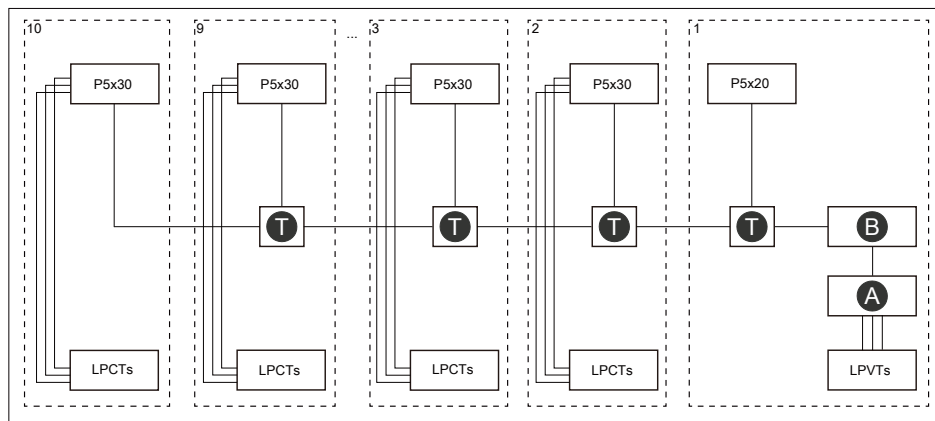 10
9
...
3
2
1
P5x30
P5x30
P5x30
P5x30
P5x20
T
T
T
T
B
A
LPCTs
LPCTs
LPCTs
LPCTs
LPVTs